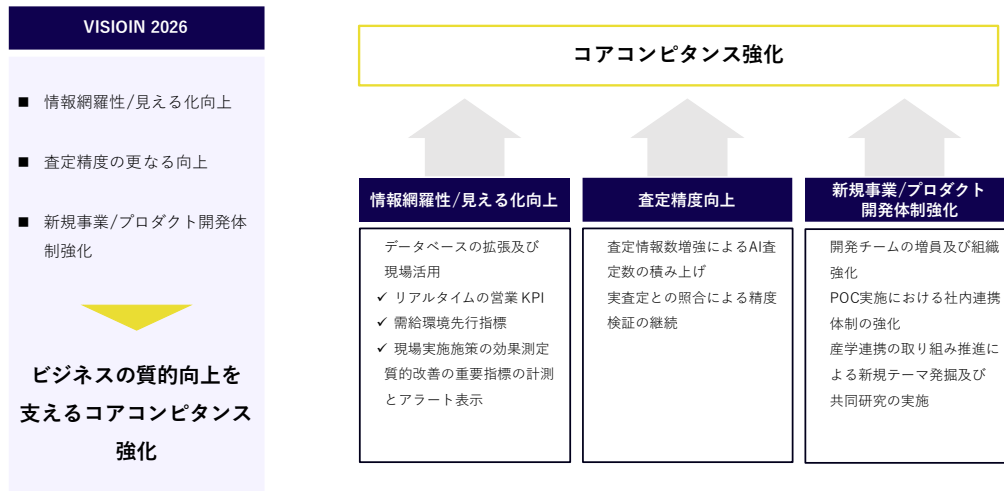 VISIOIN 2026
■ 情報網羅性/見える化向上
■ 査定精度の更なる向上
■ 新規事業/プロダクト開発体
制強化
ビジネスの質的向上を
支えるコアコンピタンス
強化
コアコンピタンス強化
情報網羅性/見える化向上
データベースの拡張及び
現場活用
✓ リアルタイムの営業 KPI
✓ 需給環境先行指標
✓ 現場実施施策の効果測定
質的改善の重要指標の計測
とアラート表示
査定精度向上
査定情報数増強によるAI査
定数の積み上げ
実査定との照合による精度
検証の継続
新規事業/プロダクト
開発体制強化
開発チームの増員及び組織
強化
POC実施における社内連携
体制の強化
産学連携の取り組み推進に
よる新規テーマ発掘及び
共同研究の実施